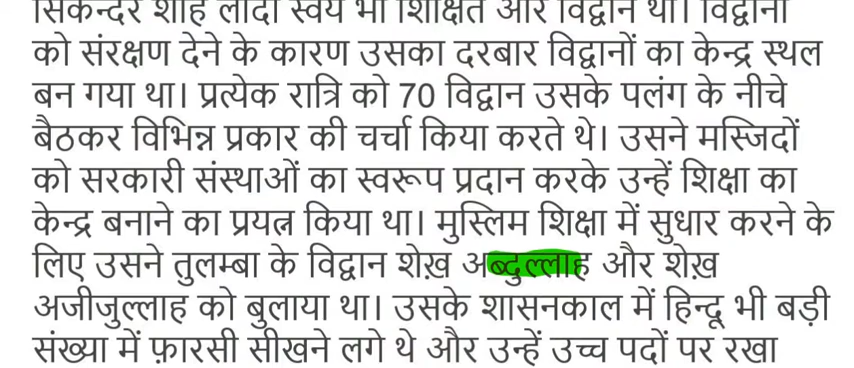 सिकन्दर शाह लोदी स्वयं भी शिक्षित और विद्वान था। विद्वानों
को संरक्षण देने के कारण उसका दरबार विद्वानों का केन्द्र स्थल
बन गया था। प्रत्येक रात्रि को 70 विद्वान उसके पलंग के नीचे
बैठकर विभिन्न प्रकार की चर्चा किया करते थे। उसने मस्जिदों
को सरकारी संस्थाओं का स्वरूप प्रदान करके उन्हें शिक्षा का
केन्द्र बनाने का प्रयत्न किया था। मुस्लिम शिक्षा में सुधार करने के
लिए उसने तुलम्बा के विद्वान शेख़ अब्दुल्लाह और शेख़
अजीजुल्लाह को बुलाया था। उसके शासनकाल में हिन्दू भी बड़ी
संख्या में फ़ारसी सीखने लगे थे और उन्हें उच्च पदों पर रखा